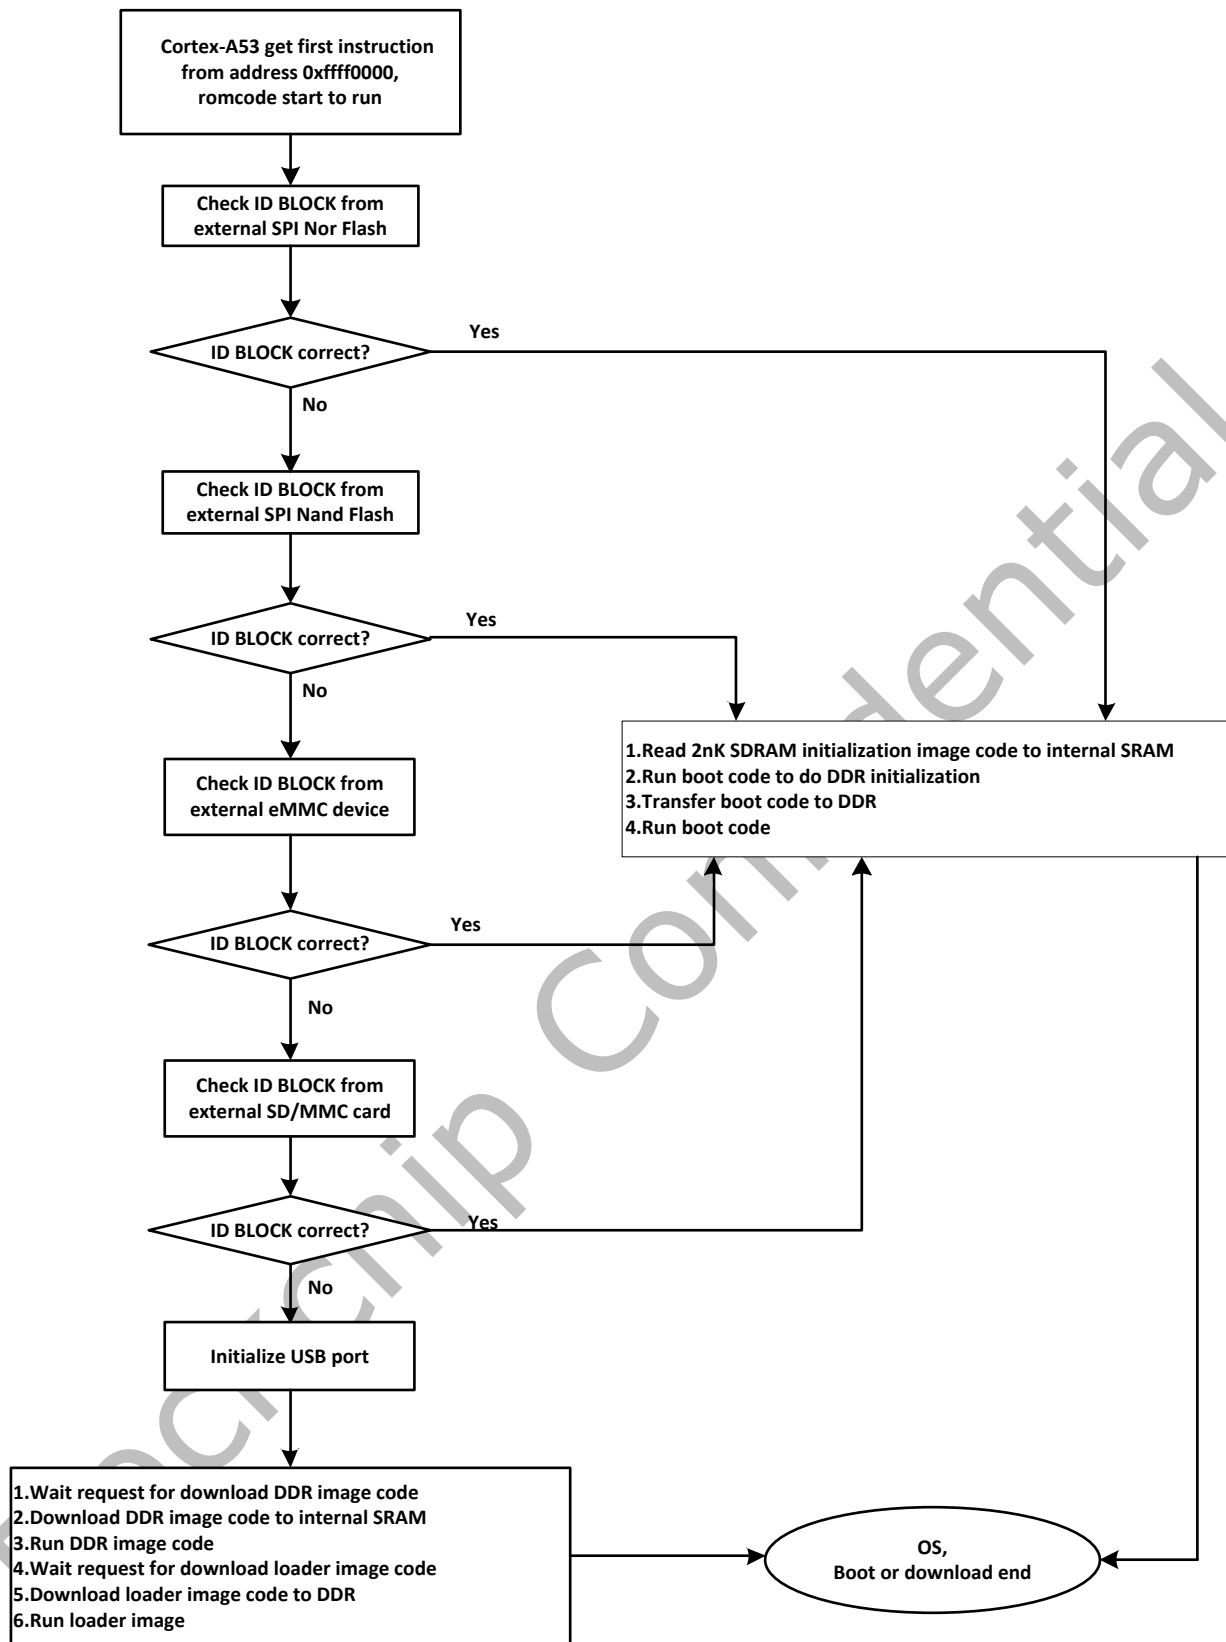 Cortex-A53 get first instruction
from address 0xffff0000,
romcode start to run
Check ID BLOCK from
external SPI Nor Flash
ID BLOCK correct?
Yes
No
Check ID BLOCK from
external SPI Nand Flash
ID BLOCK correct?
Yes
No
Check ID BLOCK from
external eMMC device
1.Read 2nK SDRAM initialization image code to internal SRAM
2.Run boot code to do DDR initialization
3.Transfer boot code to DDR
4.Run boot code
ID BLOCK correct?
Yes
No
Check ID BLOCK from
external SD/MMC card
ID BLOCK correct?
Yes
No
Initialize USB port
1.Wait request for download DDR image code
2.Download DDR image code to internal SRAM
3.Run DDR image code
4.Wait request for download loader image code
5.Download loader image code to DDR
6.Run loader image
OS,
Boot or download end
Rockchip Confidential